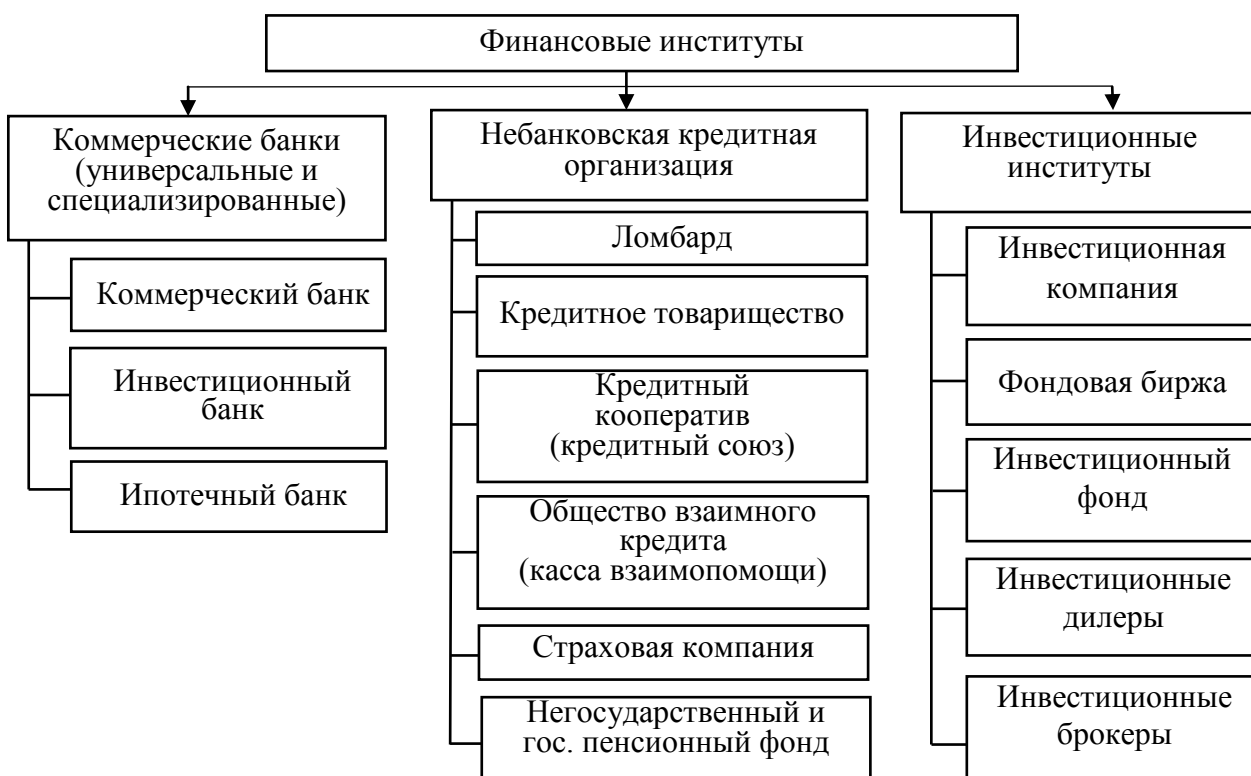 Финансовые институты
Коммерческие банки
(универсальные и
специализированные)
Коммерческий банк
Инвестиционный
банк
Ипотечный банк
Небанковская кредитная
организация
Ломбард
Кредитное товарищество
Кредитный
кооператив
(кредитный союз)
Общество взаимного
кредита
(касса взаимопомощи)
Страховая компания
Негосударственный и
гос. пенсионный фонд
Инвестиционные
институты
Инвестиционная
компания
Фондовая биржа
Инвестиционный
фонд
Инвестиционные
дилеры
Инвестиционные
брокеры